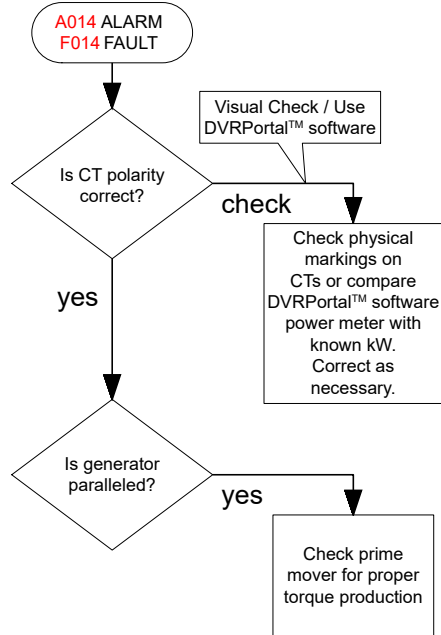 A014 ALARM
F014 FAULT
Visual Check / Use
DVRPortal™ software
Is CT polarity
correct?
check
Check physical
markings on
CTs or compare
DVRPortal™ software
power meter with
known kW.
Correct as
necessary.
yes
Is generator
paralleled?
yes
Check prime
mover for proper
torque production